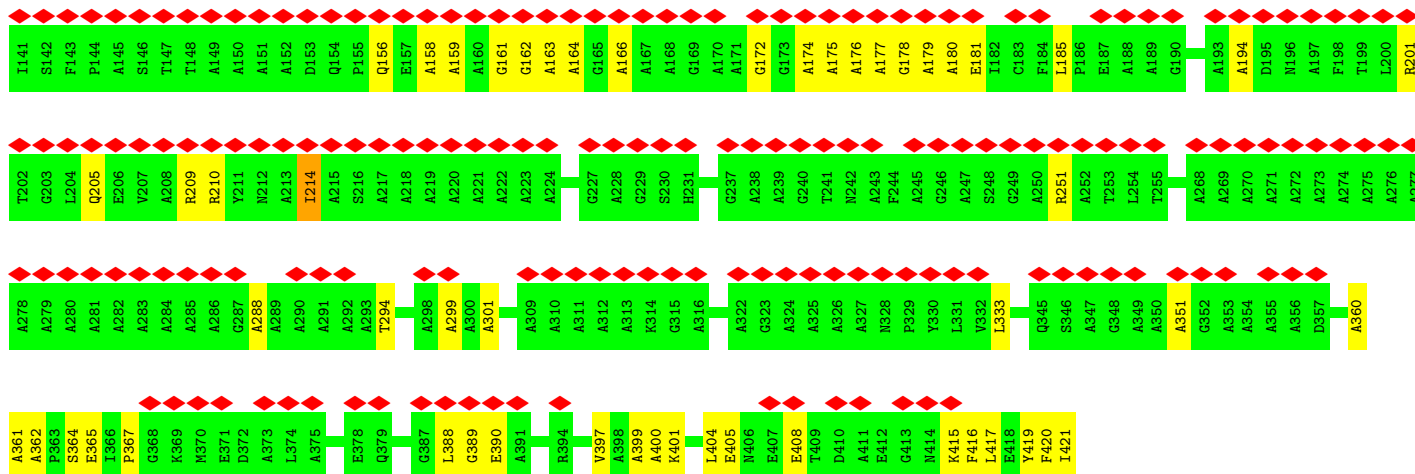 I141 S142 F143 P144 A145 S146 T147 T148 A149 A150 A151 A152 D153 Q154 P155 Q156 E157 A158 A159 A160 G161 G162 A163 A164 G165 A166 A167 A168 G169 A170 A171 G172 G173 A174 A175 A176 A177 G178 A179 A180 E181 I182 C183 F184 L185 P186 E187 A188 A189 G190 A193 A194 D195 N196 A197 F198 T199 L200 R201
T202 G203 L204 Q205 E206 V207 A208 R209 R210 Y211 N212 A213 I214 A215 S216 A217 A218 A219 A220 A221 A222 A223 A224 G227 A228 G229 S230 H231 G237 A238 A239 G240 T241 N242 A243 F244 A245 G246 A247 S248 G249 A250 R251 A252 T253 L254 T255 A268 A269 A270 A271 A272 A273 A274 A275 A276 A277
A278 A279 A280 A281 A282 A283 A284 A285 A286 G287 A288 A289 A290 A291 A292 A293 T294 A298 A299 A300 A301 A309 A310 A311 A312 A313 K314 G315 A316 A322 G323 A324 A325 A326 A327 N328 P329 Y330 L331 V332 L333 Q345 S346 A347 G348 A349 A350 A351 G352 A353 A354 A355 A356 D357 A360
A361 A362 P363 S364 E365 I366 P367 G368 K369 M370 E371 D372 A373 L374 A375 E378 Q379 G387 L388 G389 E390 A391 R394 V397 A398 A399 A400 K401 L404 E405 N406 E407 E408 T409 D410 A411 E412 G413 N414 K415 F416 L417 E418 Y419 F420 I421